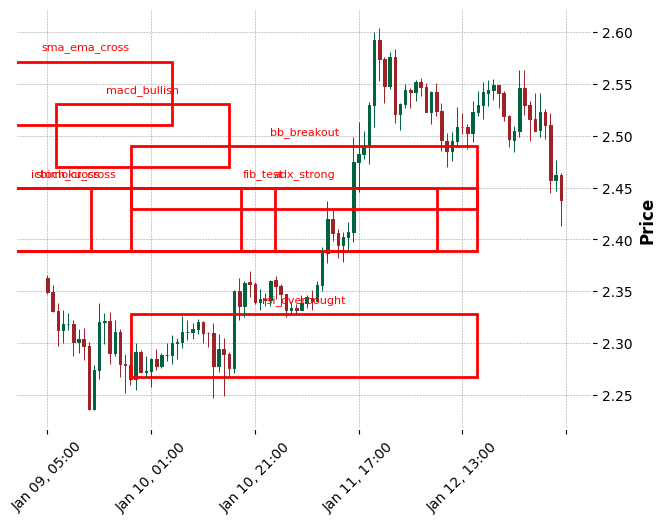 sma_ema_cross
macd_bullish
bb_breakout
stoch_cross
fib_test
adx_strong
rsi_overbought
2.60
2.55
2.50
2.45
2.40
2.35
2.30
2.25
Price
Jan 09, 05:00
Jan 10, 01:00
Jan 10, 21:00
Jan 11, 17:00
Jan 12, 13:00